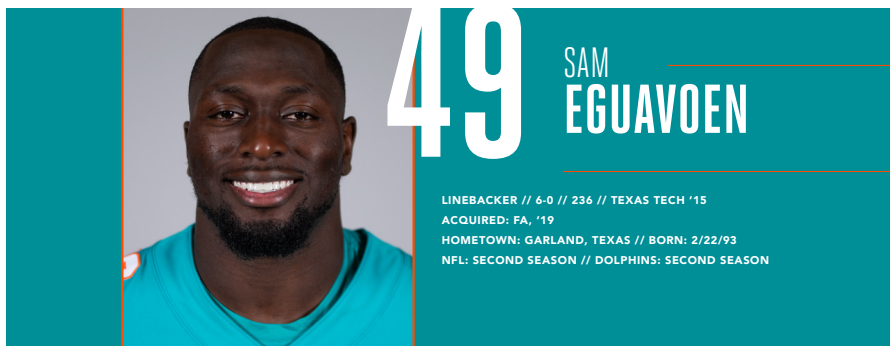 49
SAM
EGUAVOEN
LINEBACKER // 6-0 // 236 // TEXAS TECH ‘15
ACQUIRED: FA, ‘19
HOMETOWN: GARLAND, TEXAS // BORN: 2/22/93
NFL: SECOND SEASON // DOLPHINS: SECOND SEASON